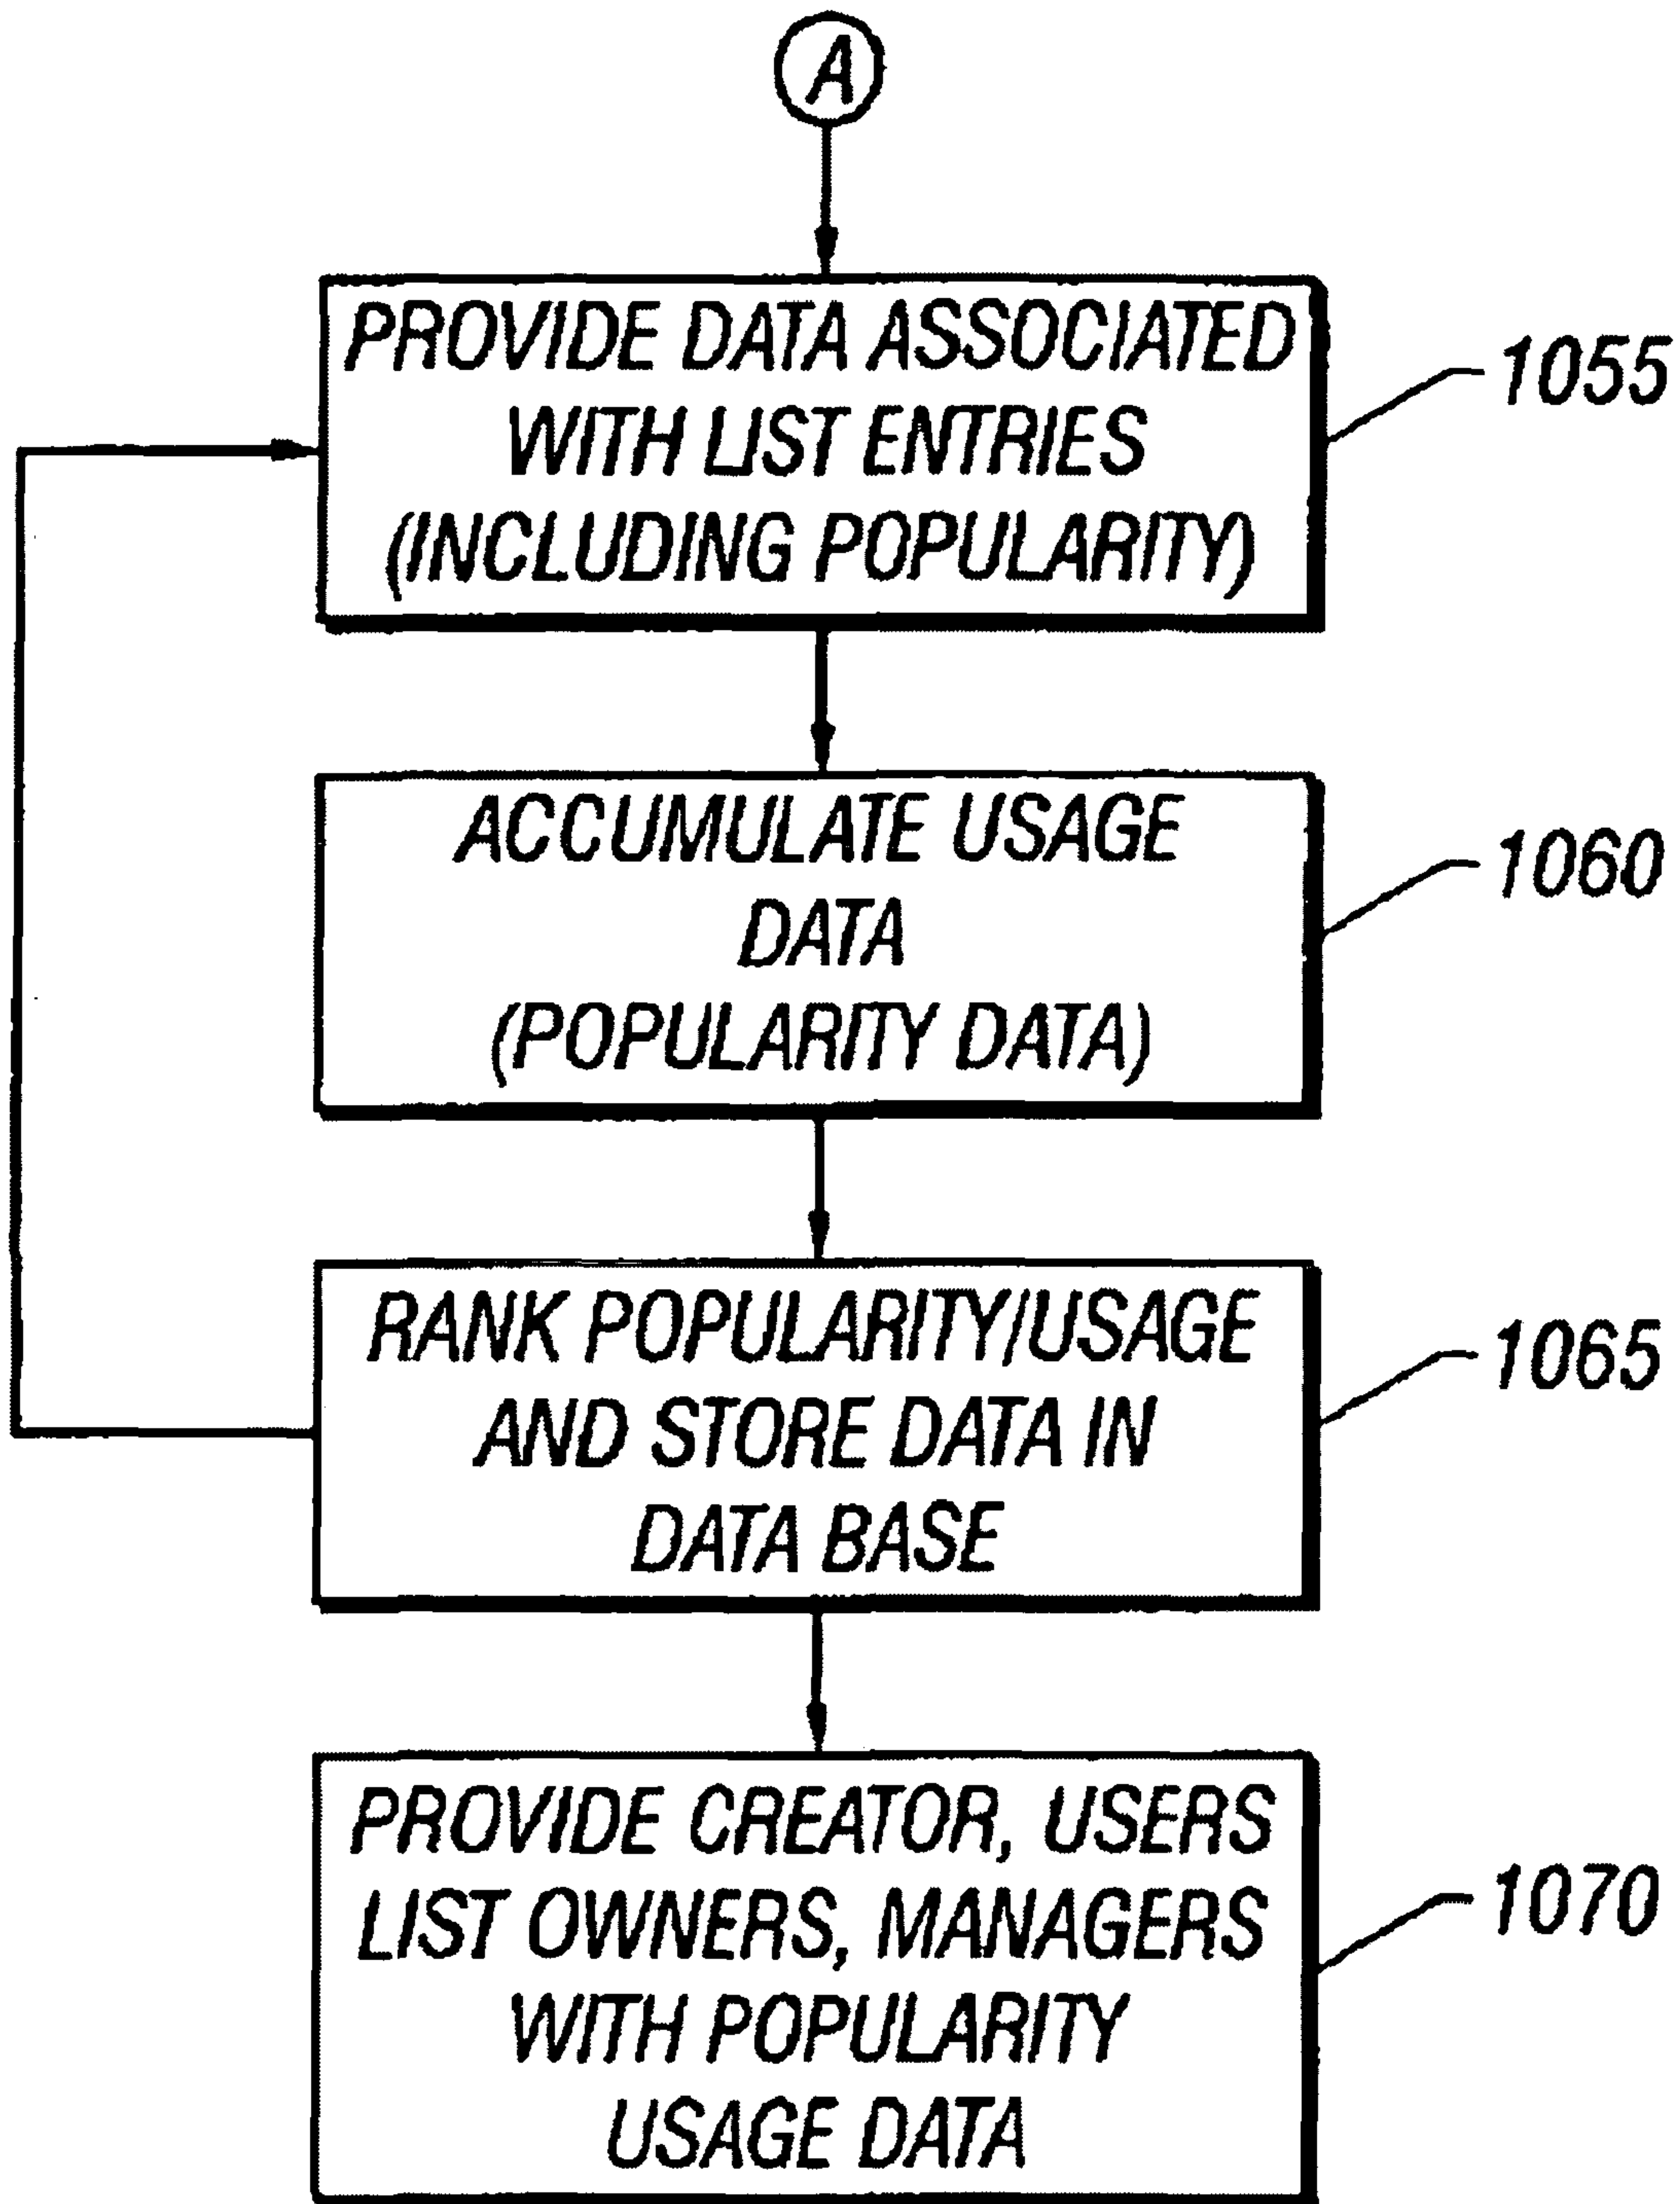 A
PROVIDE DATA ASSOCIATED
WITH LIST ENTRIES
(INCLUDING POPULARITY)
1055
ACCUMULATE USAGE
DATA
(POPULARITY DATA)
1060
RANK POPULARITY/USAGE
AND STORE DATA IN
DATA BASE
1065
PROVIDE CREATOR, USERS
LIST OWNERS, MANAGERS
WITH POPULARITY
USAGE DATA
1070